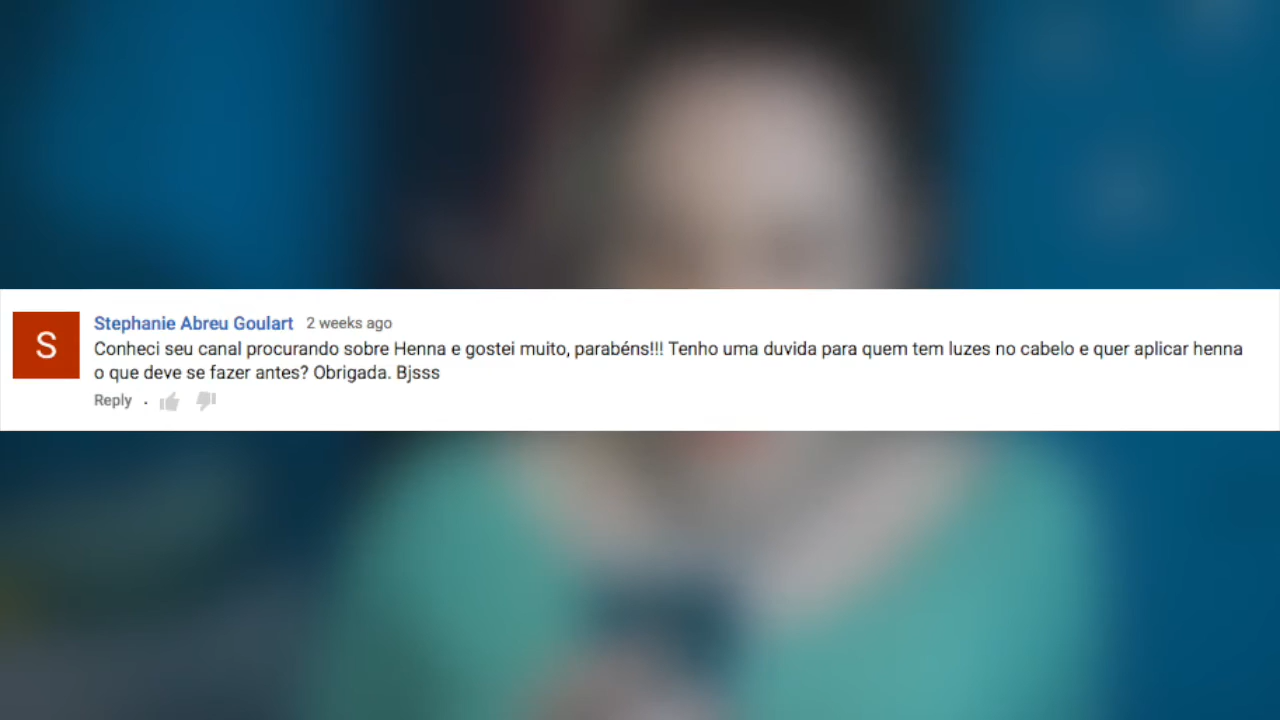 S
Stephanie Abreu Goulart 2 weeks ago
Conheci seu canal procurando sobre Henna e gostei muito, parabéns!!! Tenho uma duvida para quem tem luzes no cabelo e quer aplicar henna
o que deve se fazer antes? Obrigada. Bjsss
Reply .